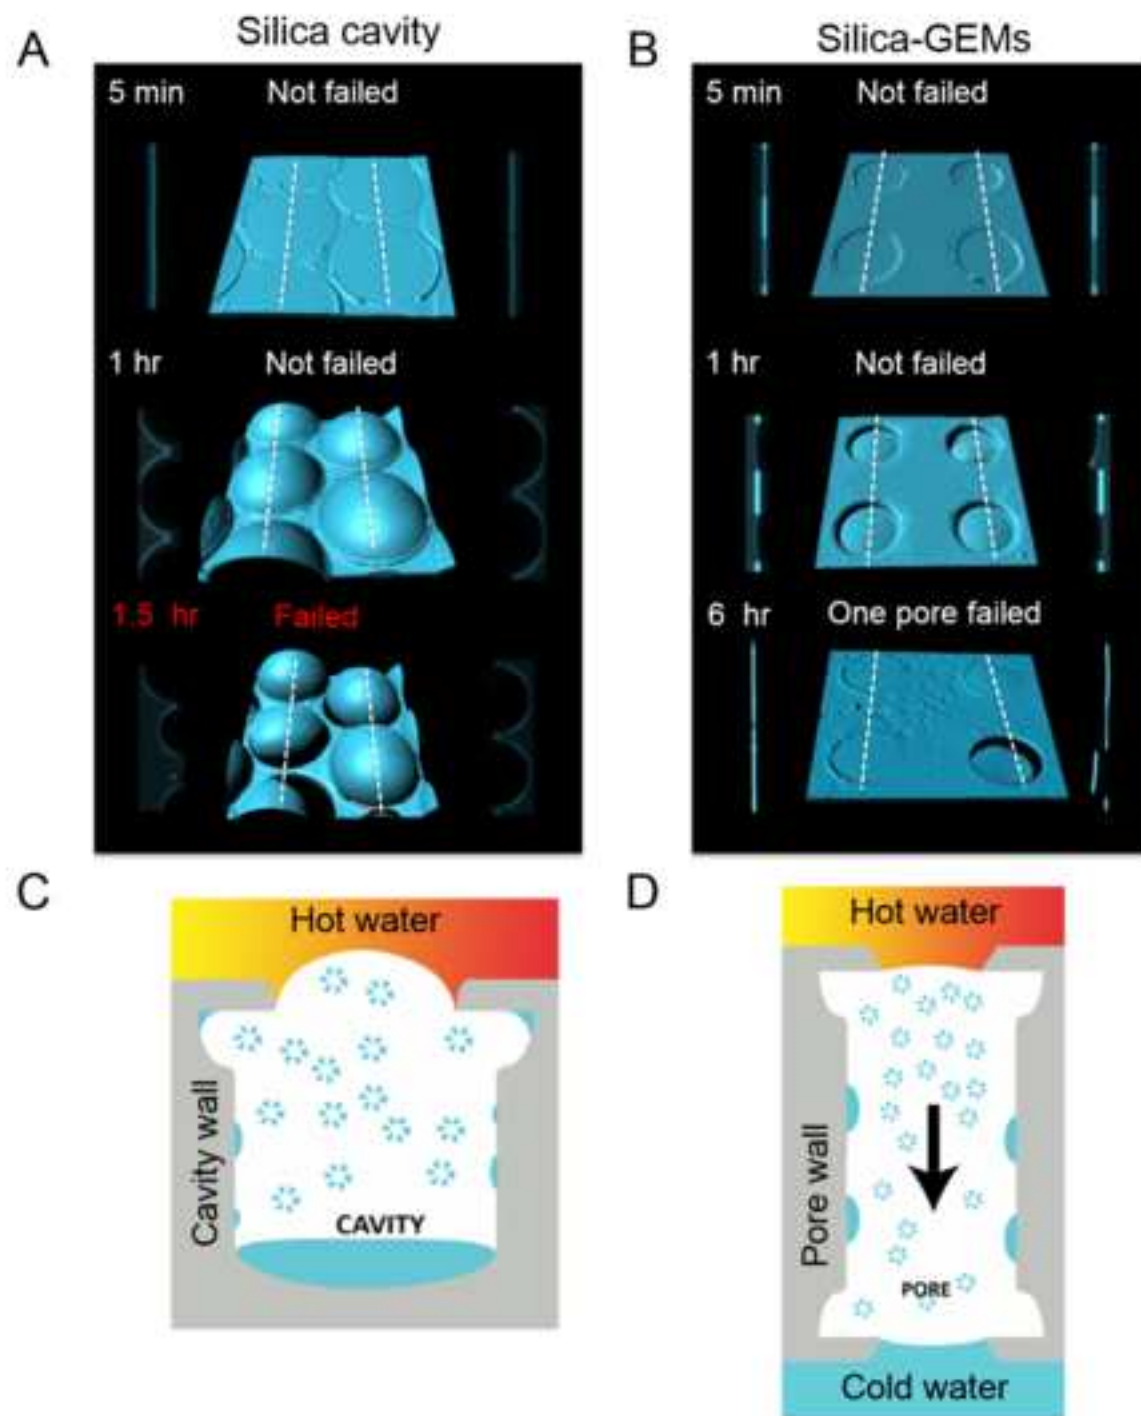 A
Silica cavity
5 min Not failed
1 hr Not failed
1.5 hr Failed
B
Silica-GEMs
5 min Not failed
1 hr Not failed
6 hr One pore failed
C
Hot water
Cavity wall
CAVITY
D
Hot water
Pore wall
PORE
Cold water